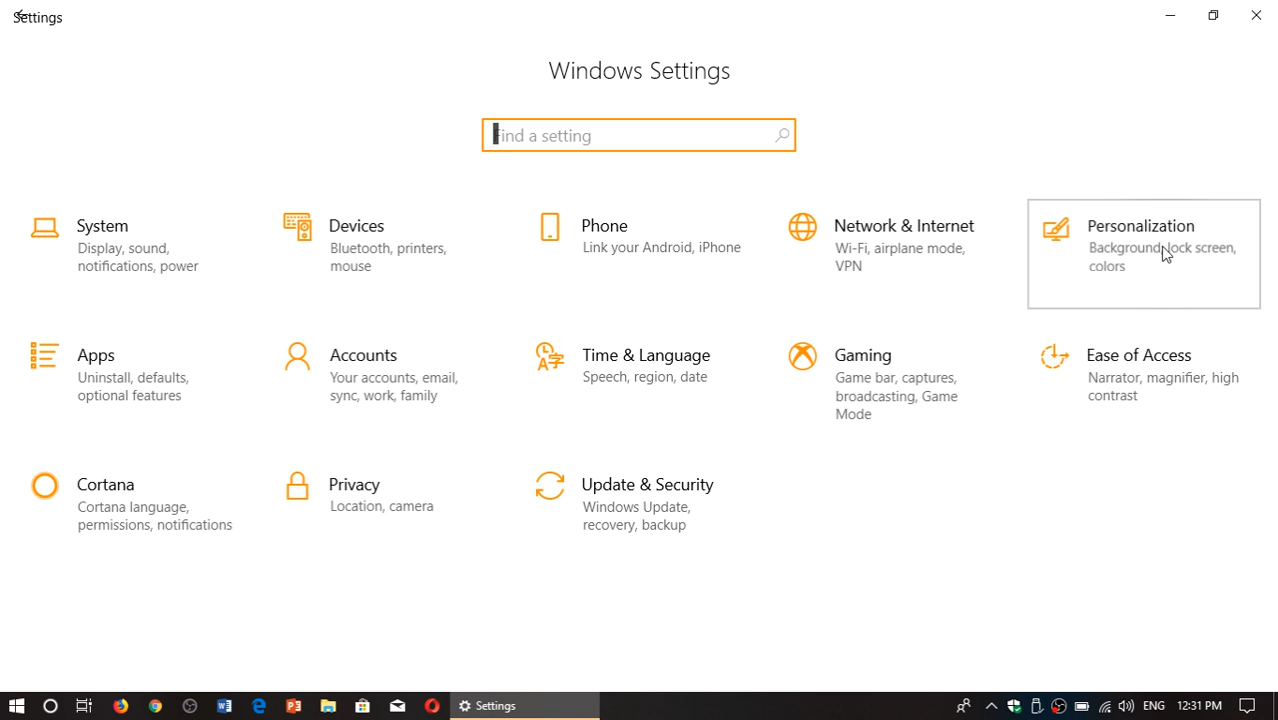 Settings
Windows Settings
Find a setting
System
Display, sound,
notifications, power
Devices
Bluetooth, printers,
mouse
Phone
Link your Android, iPhone
Network & Internet
Wi-Fi, airplane mode,
VPN
Personalization
Background, lock screen,
colors
Apps
Uninstall, defaults,
optional features
Accounts
Your accounts, email,
sync, work, family
Time & Language
Speech, region, date
Gaming
Game bar, captures,
broadcasting, Game
Mode
Ease of Access
Narrator, magnifier, high
contrast
Cortana
Cortana language,
permissions, notifications
Privacy
Location, camera
Update & Security
Windows Update,
recovery, backup
Settings
ENG
12:31 PM